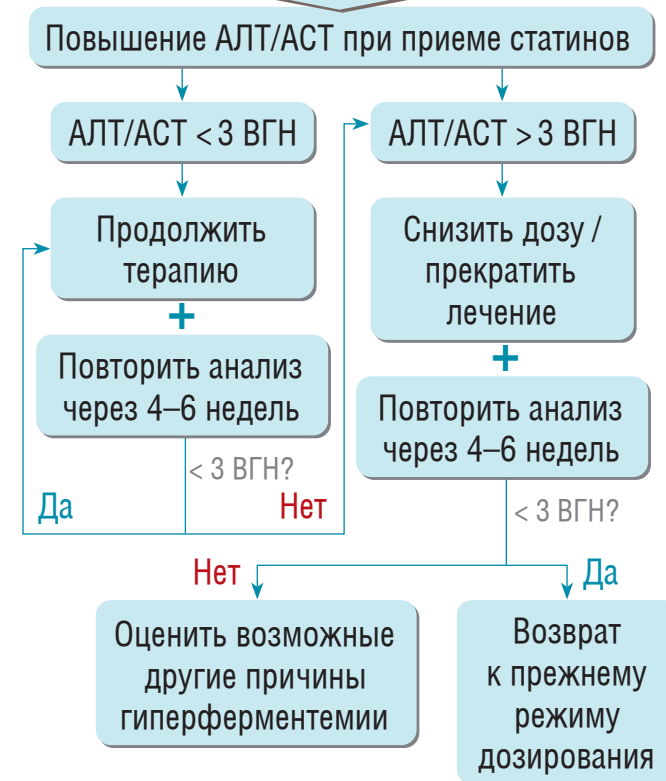 Повышение АЛТ/АСТ при приеме статинов
АЛТ/АСТ < 3 ВГН
АЛТ/АСТ > 3 ВГН
Продолжить
терапию
+
Повторить анализ
через 4–6 недель
Снизить дозу /
прекратить
лечение
+
Повторить анализ
через 4–6 недель
< 3 ВГН?
Да
Нет
< 3 ВГН?
Нет
Да
Оценить возможные
другие причины
гиперферментемии
Возврат
к прежнему
режиму
дозирования